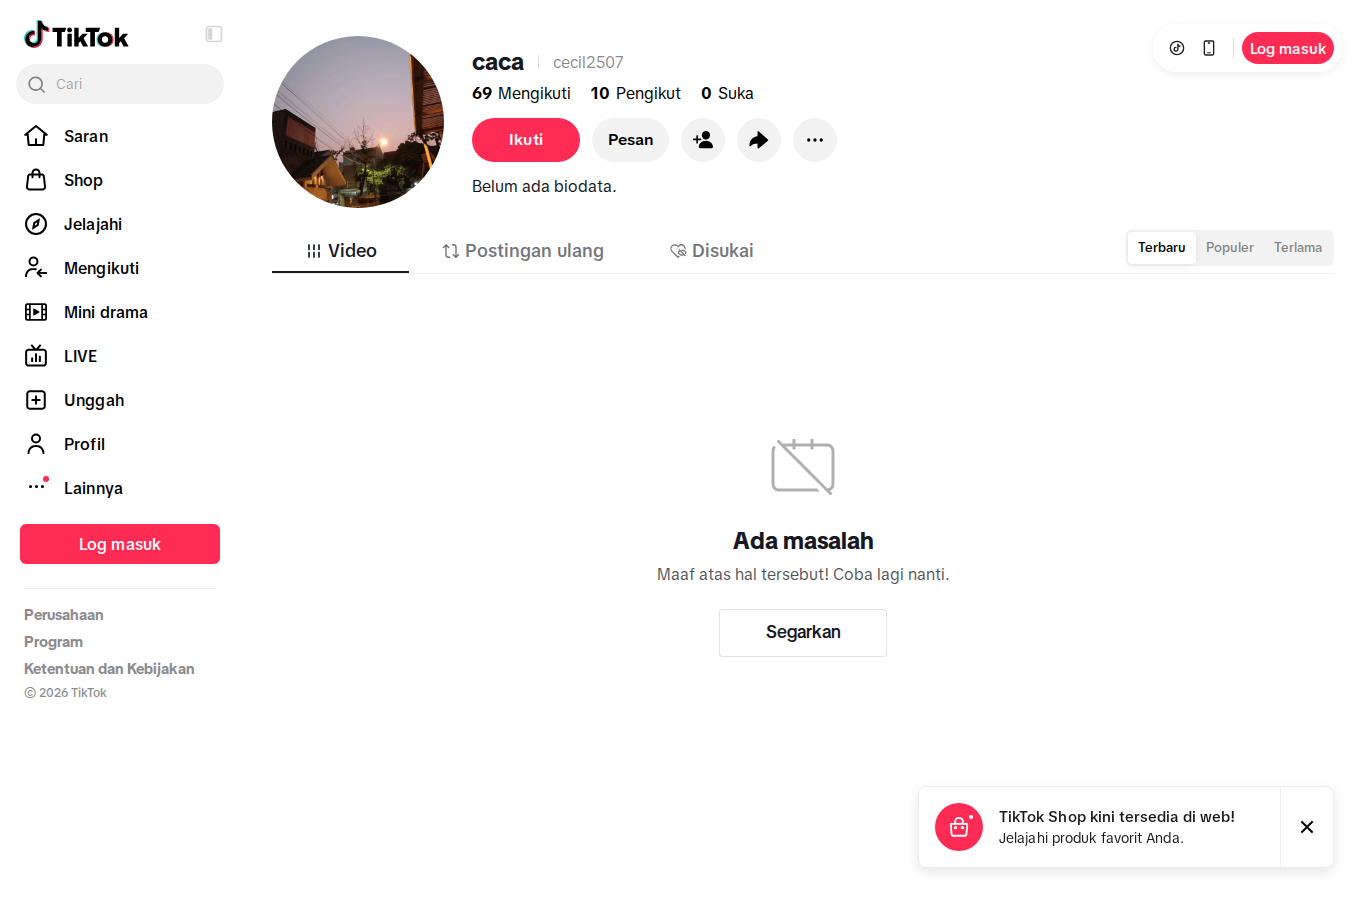 TikTok
Cari
Saran
Shop
Jelajahi
Mengikuti
Mini drama
LIVE
Unggah
Profil
Lainnya
Log masuk
Perusahaan
Program
Ketentuan dan Kebijakan
© 2026 TikTok
caca cecil2507
69 Mengikuti 10 Pengikut 0 Suka
Ikuti Pesan
Belum ada biodata.
Log masuk
Video Postingan ulang Disukai
Terbaru Populer Terlama
Ada masalah
Maaf atas hal tersebut! Coba lagi nanti.
Segarkan
TikTok Shop kini tersedia di web!
Jelajahi produk favorit Anda.